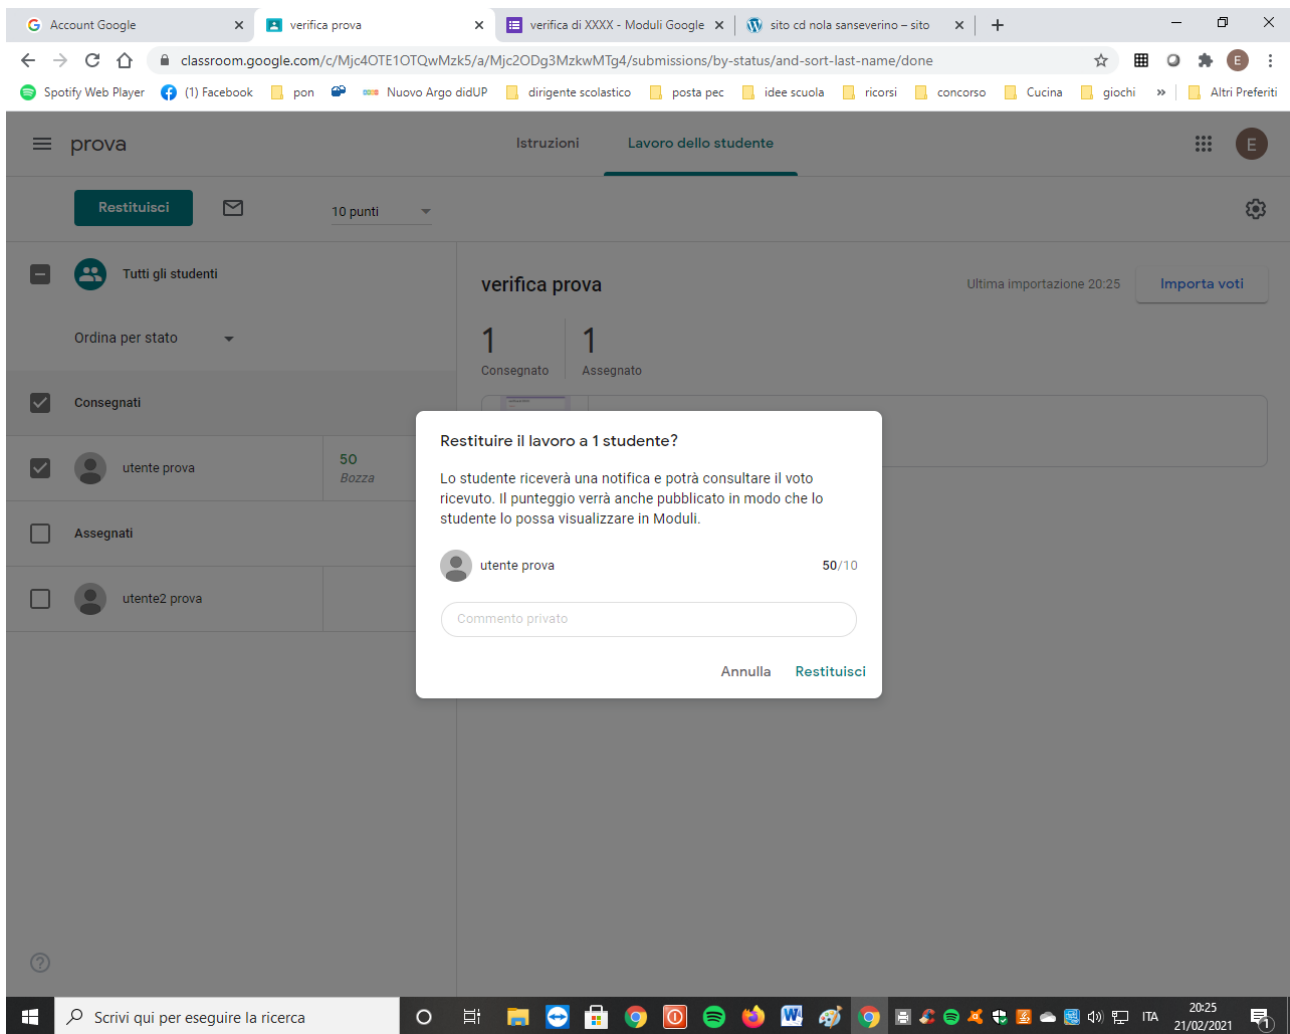 Account Google
verifica prova
verifica di XXXX - Moduli Google
sito cd nola sanseverino – sito
classroom.google.com/c/Mjc4OTE1OTQwMzk5/a/Mjc2ODg3MzkwMTg4/submissions/by-status/and-sort-last-name/done
E
Spotify Web Player
(1) Facebook
pon
Nuovo Argo didUP
dirigente scolastico
posta pec
idee scuola
ricorsi
concorso
Cucina
giochi
»
Altri Preferiti
prova
Istruzioni
Lavoro dello studente
E
Restituisci
10 punti
Tutti gli studenti
verifica prova
Ultima importazione 20:25
Importa voti
Ordina per stato
1
1
Consegnato
Assegnato
Consegnati
utente prova
50
Bozza
Assegnati
utente2 prova
Restituire il lavoro a 1 studente?
Lo studente riceverà una notifica e potrà consultare il voto
ricevuto. Il punteggio verrà anche pubblicato in modo che lo
studente lo possa visualizzare in Moduli.
utente prova
50/10
Commento privato
Annulla
Restituisci
Scrivi qui per eseguire la ricerca
ITA
20:25
21/02/2021
1